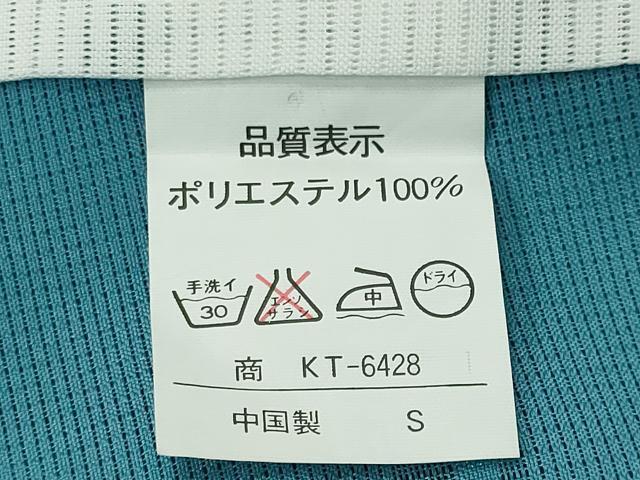 品質表示
ポリエステル100%
手洗イ
30
エンソ
サラシ
中
ドライ
商 KT-6428
中国製 S